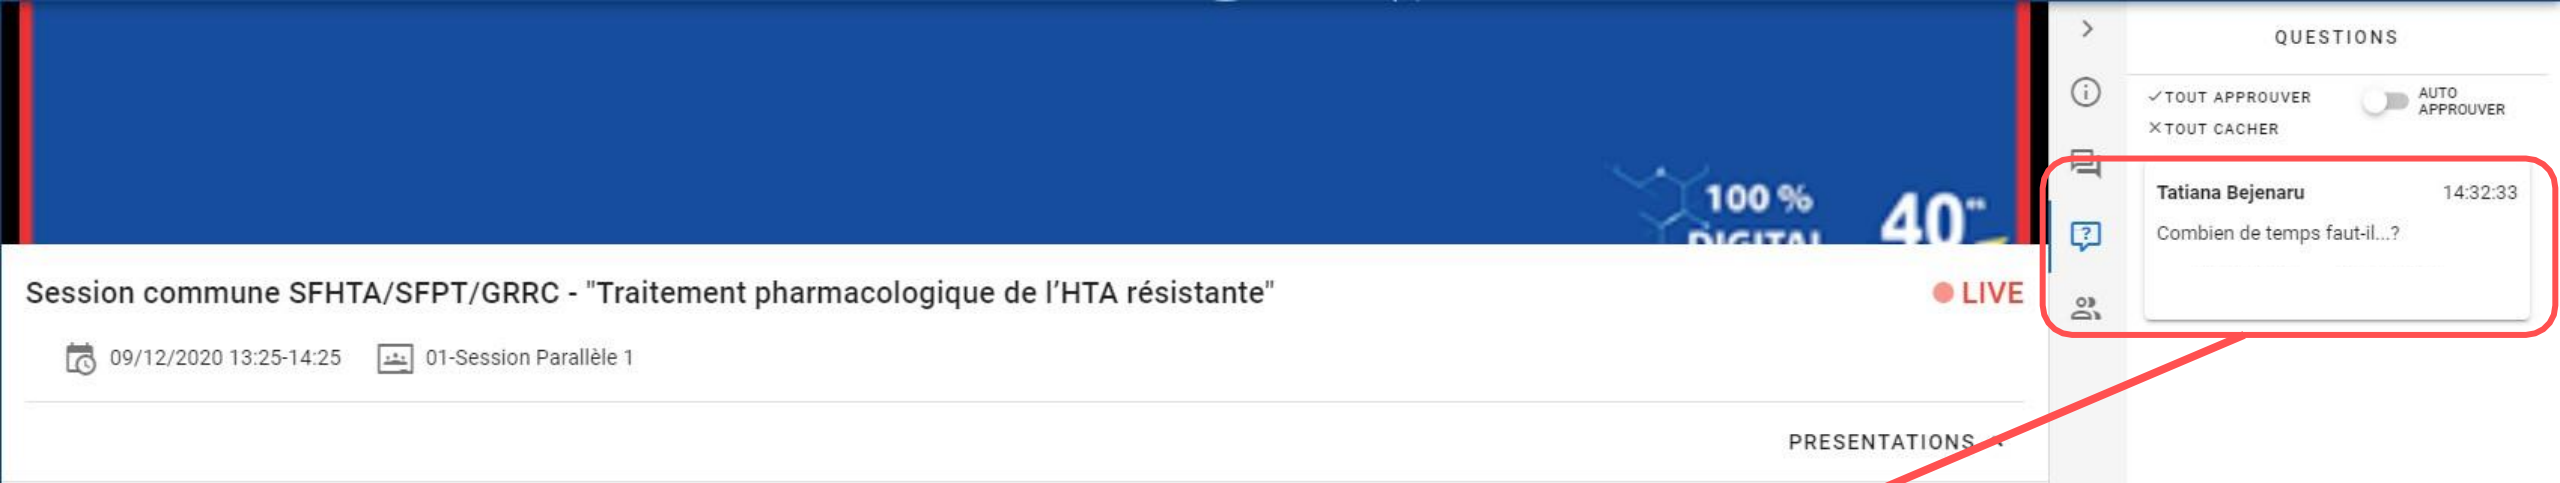 100 %
DIGITAL
40es
Session commune SFHTA/SFPT/GRRC - "Traitement pharmacologique de l’HTA résistante"
LIVE
09/12/2020 13:25-14:25
01-Session Parallèle 1
PRESENTATIONS
QUESTIONS
TOUT APPROUVER
AUTO
APPROUVER
TOUT CACHER
Tatiana Bejenaru 14:32:33
Combien de temps faut-il...?